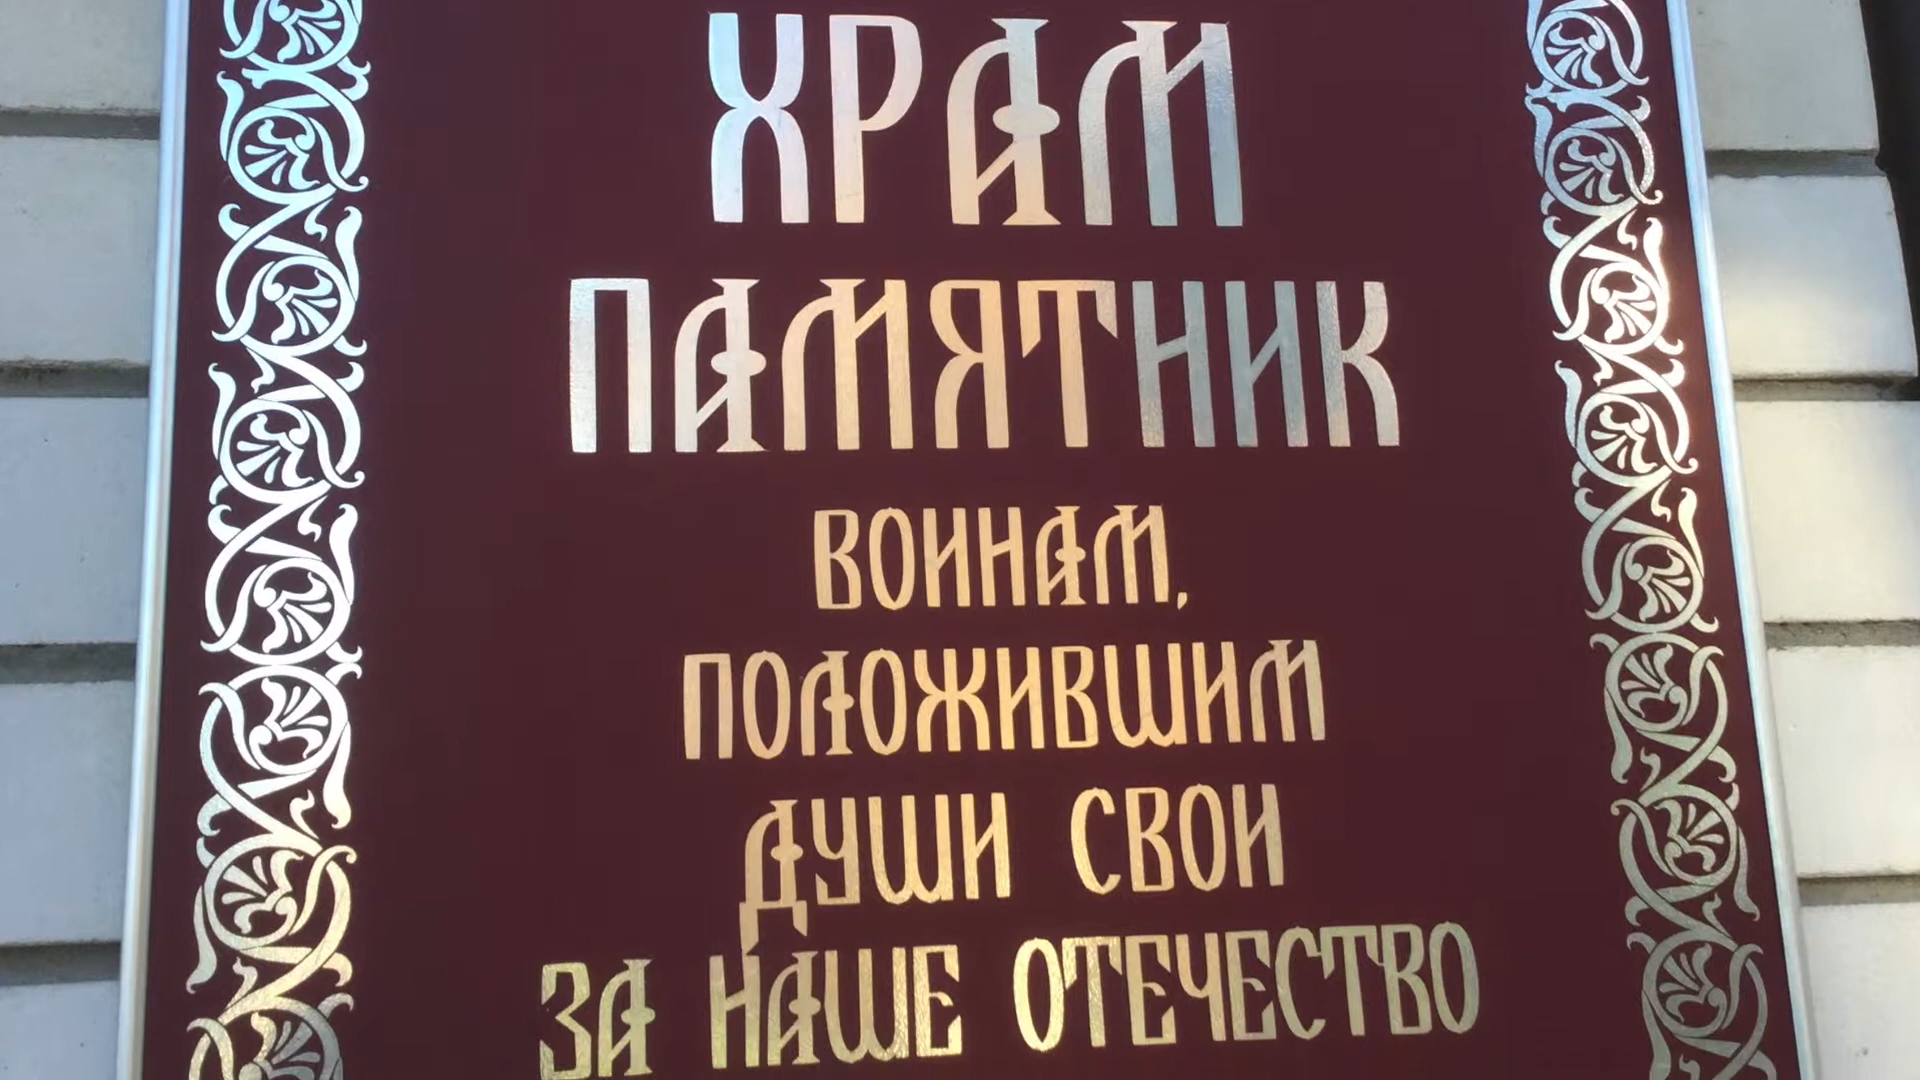 ХРАМ
ПАМЯТНИК
ВОИНАМ,
ПОЛОЖИВШИМ
ДУШИ СВОИ
ЗА НАШЕ ОТЕЧЕСТВО